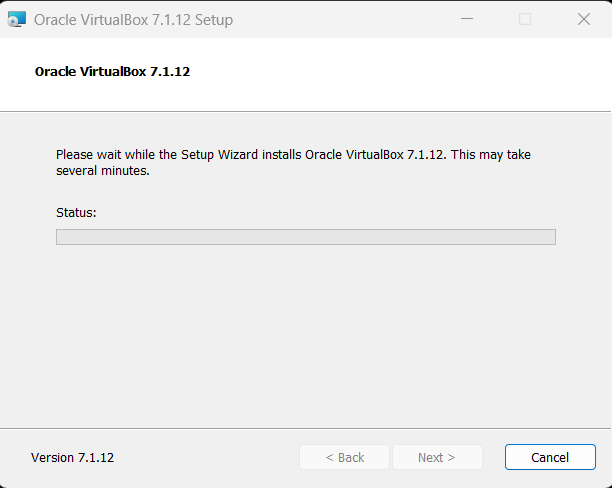 Oracle VirtualBox 7.1.12 Setup
Oracle VirtualBox 7.1.12
Please wait while the Setup Wizard installs Oracle VirtualBox 7.1.12. This may take
several minutes.
Status:
Version 7.1.12
< Back
Next >
Cancel